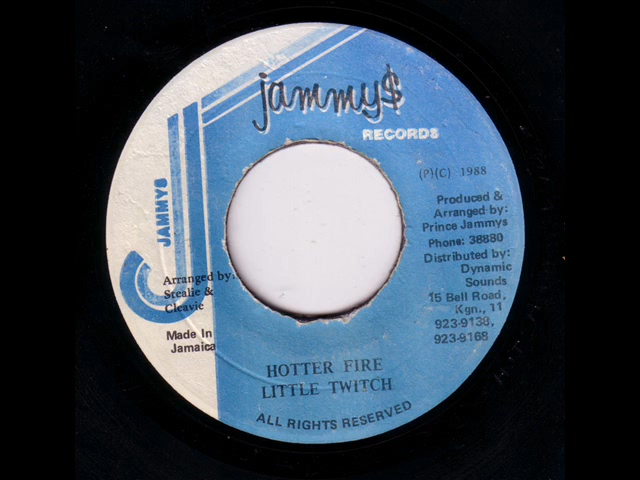 jammy$
RECORDS
JAMMYS
(P)(C) 1988
Produced &
Arranged by:
Prince Jammys
Phone: 38880
Distributed by:
Dynamic
Sounds
15 Bell Road,
Kgn., 11
923-9138,
923-9168
Arranged by:
Stealie &
Cleavie
Made In
Jamaica
HOTTER FIRE
LITTLE TWITCH
ALL RIGHTS RESERVED